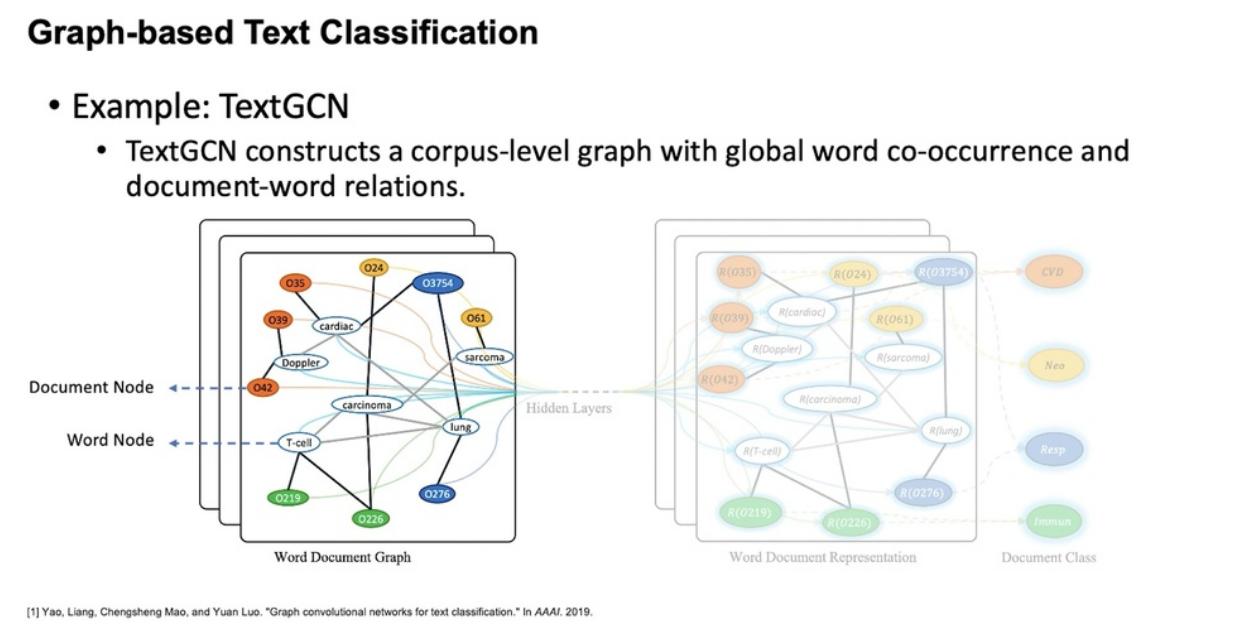 Graph-based Text Classification
• Example: TextGCN
• TextGCN constructs a corpus-level graph with global word co-occurrence and
document-word relations.
Document Node
Word Node
O35
O24
O3754
O39
cardiac
O61
Doppler
sarcoma
O42
carcinoma
T-cell
lung
O219
O276
O226
Word Document Graph
Hidden Layers
R(O35)
R(O24)
R(O3754)
R(O39)
R(cardiac)
R(O61)
R(Doppler)
R(sarcoma)
R(O42)
R(carcinoma)
R(lung)
R(T-cell)
R(O276)
R(O219)
R(O226)
Word Document Representation
CVD
Neo
Resp
Immun
Document Class
[1] Yao, Liang, Chengsheng Mao, and Yuan Luo. "Graph convolutional networks for text classification." In AAAI. 2019.